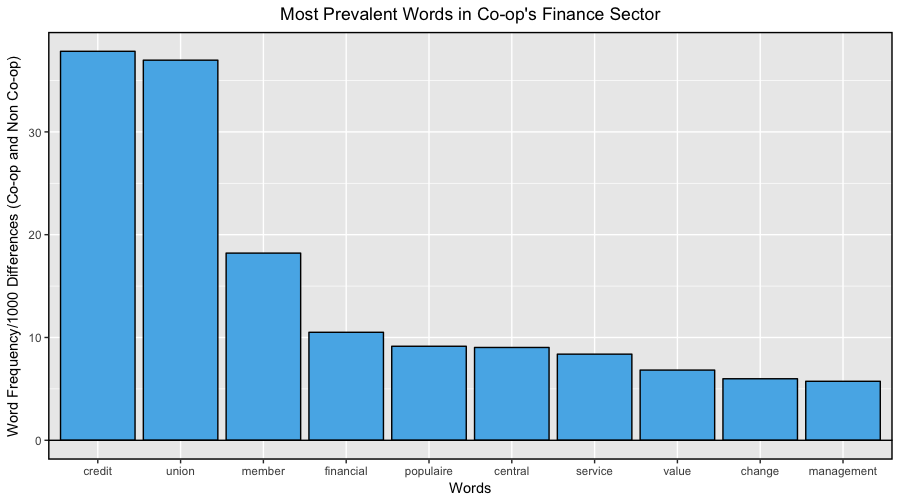 Most Prevalent Words in Co-op's Finance Sector
Word Frequency/1000 Differences (Co-op and Non Co-op)
30
20
10
0
credit union member financial populaire central service value change management
Words